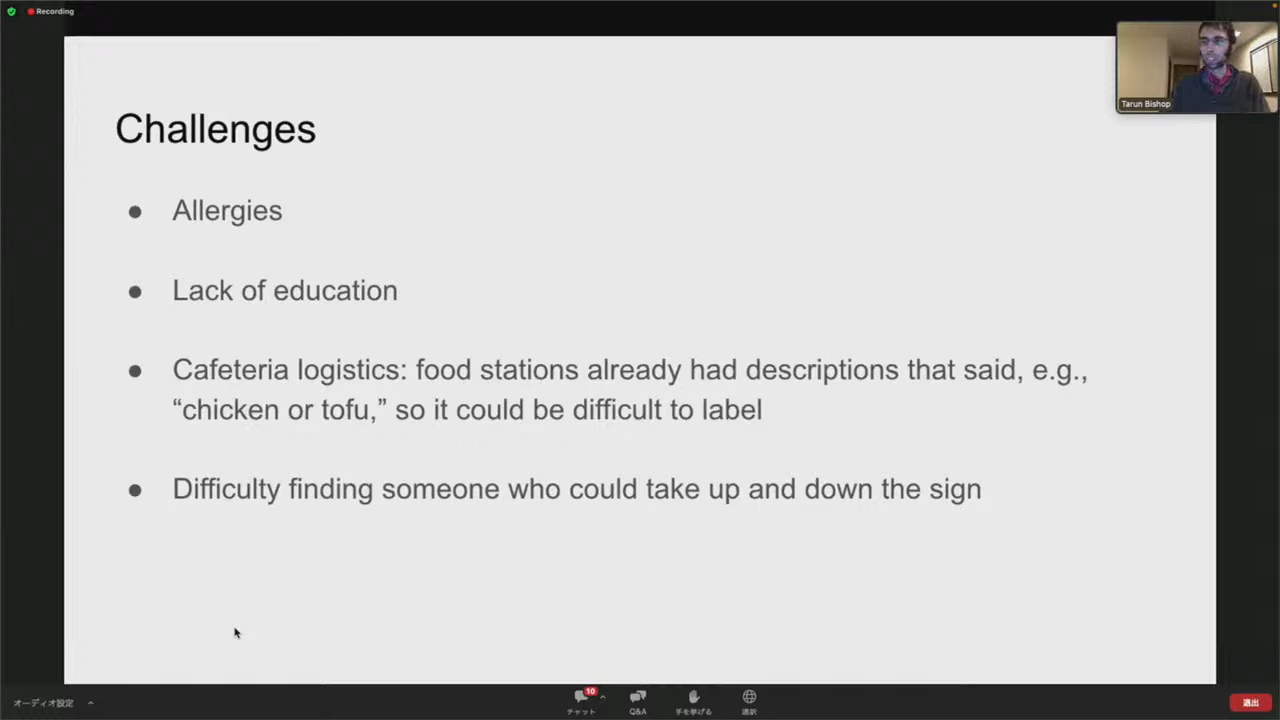 Recording
Tarun Bishop
Challenges
● Allergies
● Lack of education
● Cafeteria logistics: food stations already had descriptions that said, e.g.,
“chicken or tofu,” so it could be difficult to label
● Difficulty finding someone who could take up and down the sign
オーディオ設定
10
チャット
Q&A
手を挙げる
通訳
退出